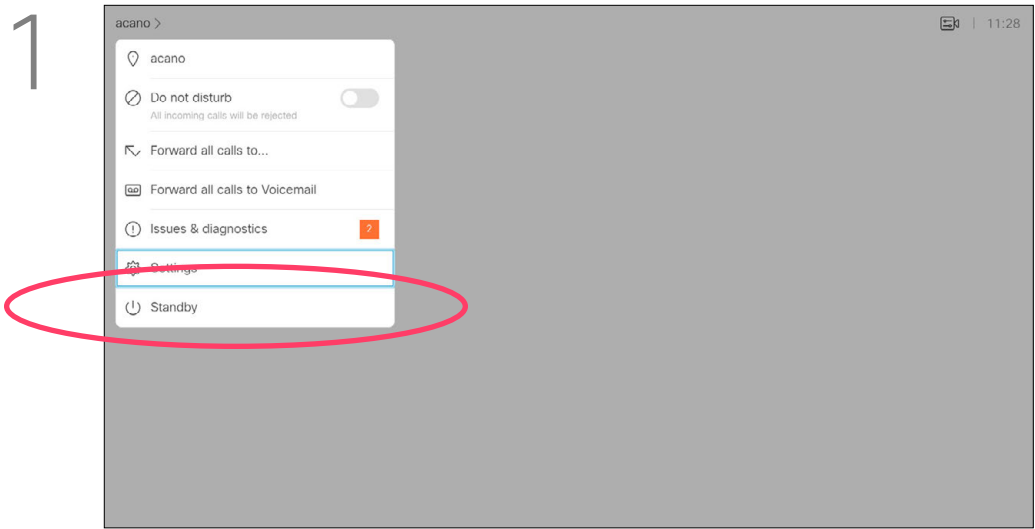 1
acano >
11:28
acano
Do not disturb
All incoming calls will be rejected
Forward all calls to...
Forward all calls to Voicemail
Issues & diagnostics
2
Settings
Standby